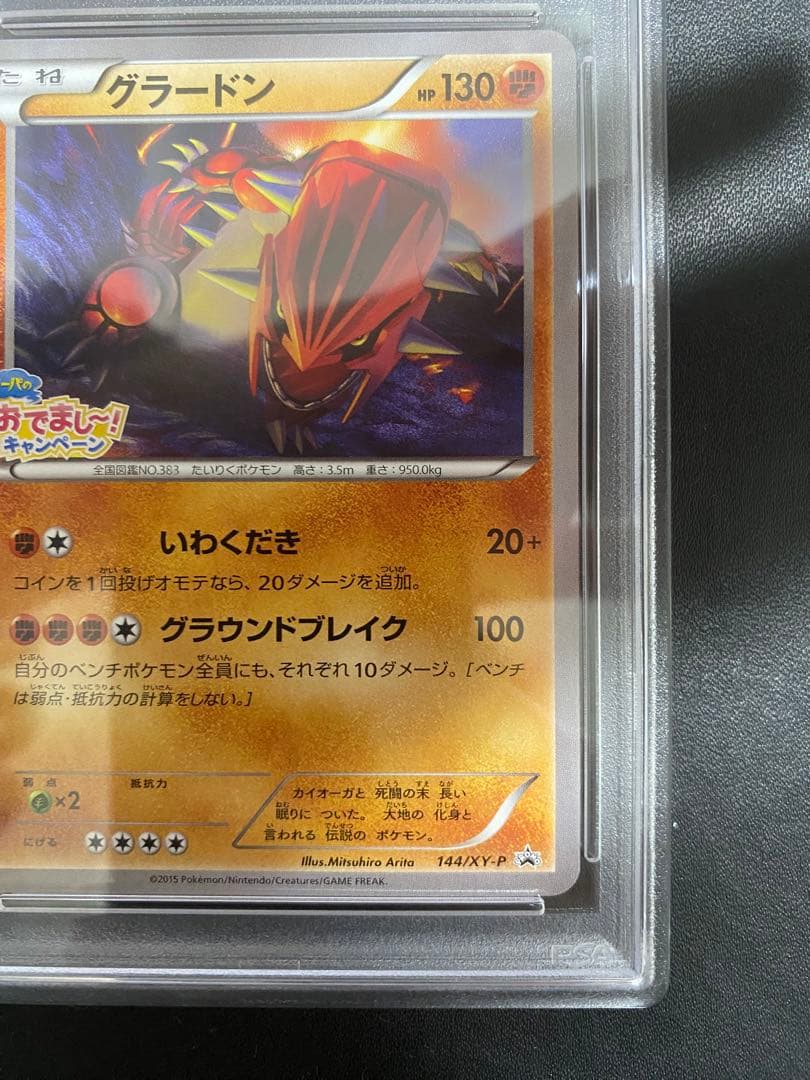 たね グラードン HP 130
ーパの
おでまし〜!
キャンペーン
全国図鑑NO.383 たいりくポケモン 高さ：3.5m 重さ：950.0kg
いわくだき 20+
コインを1回投げオモテなら、20ダメージを追加。
グラウンドブレイク 100
自分のベンチポケモン全員にも、それぞれ10ダメージ。［ベンチ
は弱点・抵抗力の計算をしない。］
弱点 抵抗力
×2
にげる
カイオーガと 死闘の末 長い
眠りに ついた。 大地の 化身と
言われる 伝説の ポケモン。
Illus.Mitsuhiro Arita 144/XY-P
©2015 Pokémon/Nintendo/Creatures/GAME FREAK.
PSA